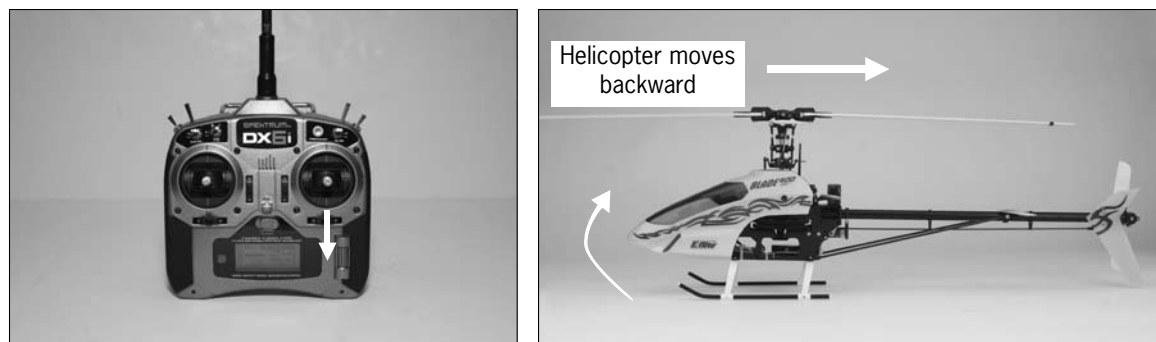 SPEKTRUM
DX6i
Helicopter moves
backward
BLADE 400
E-flite